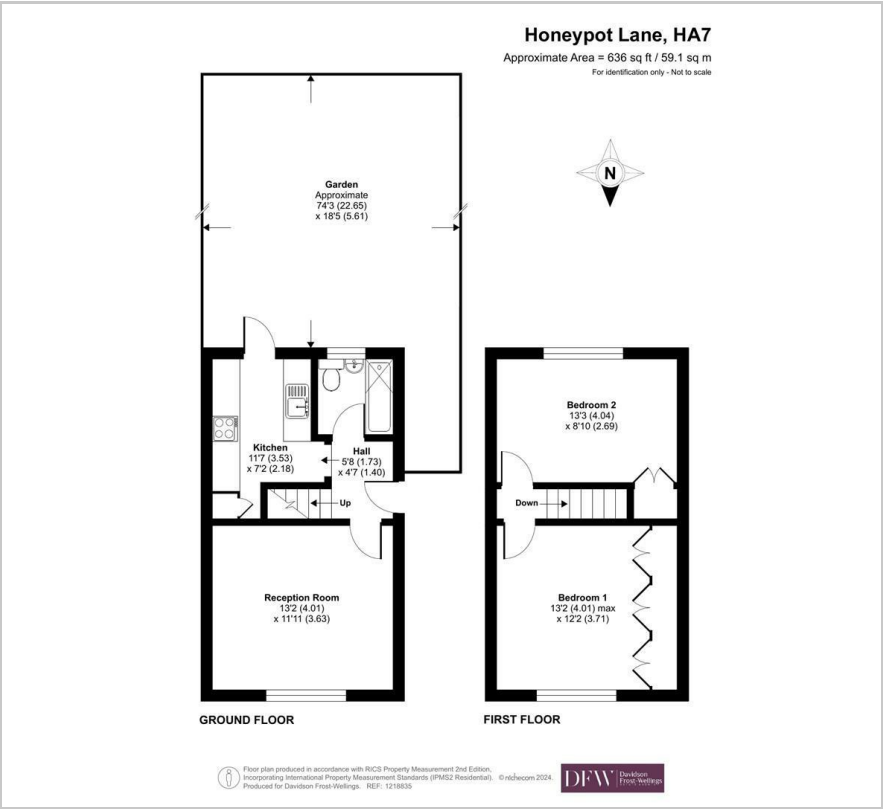 Honeypot Lane, HA7
Approximate Area = 636 sq ft / 59.1 sq m
For identification only - Not to scale
N
Garden
Approximate
74'3 (22.65)
x 18'5 (5.61)
Kitchen
11'7 (3.53)
x 7'2 (2.18)
Hall
5'8 (1.73)
x 4'7 (1.40)
Up
Reception Room
13'2 (4.01)
x 11'11 (3.63)
GROUND FLOOR
Bedroom 2
13'3 (4.04)
x 8'10 (2.69)
Down
Bedroom 1
13'2 (4.01) max
x 12'2 (3.71)
FIRST FLOOR
Floor plan produced in accordance with RICS Property Measurement 2nd Edition,
Incorporating International Property Measurement Standards (IPMS2 Residential). © nichecom 2024.
Produced for Davidson Frost-Wellings. REF: 1218835
DFW
Davidson
Frost-Wellings